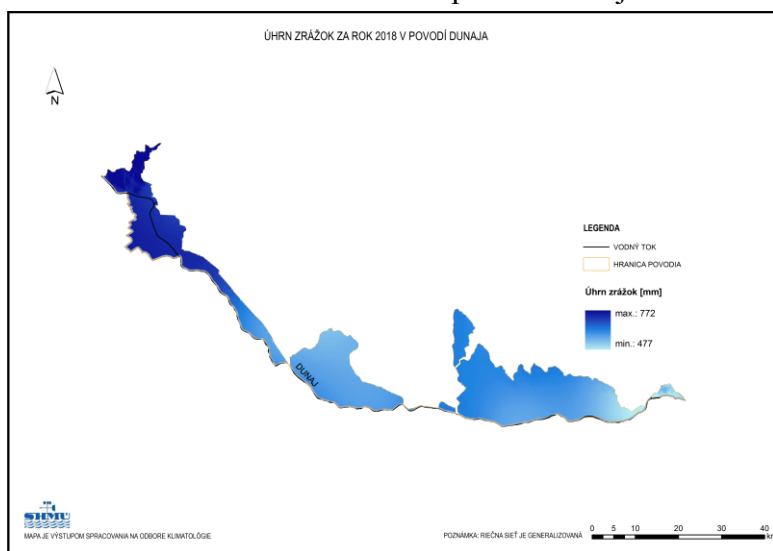 ÚHRN ZRÁŽOK ZA ROK 2018 V POVODÍ DUNAJA
N
LEGENDA
VODNÝ TOK
HRANICA POVODIA
Úhrn zrážok [mm]
max.: 772
min.: 477
DUNAJ
SHMÚ
MAPA JE VÝSTUPOM SPRACOVANIA NA ODBORE KLIMATOLÓGIE
POZNÁMKA: RIEČNA SIEŤ JE GENERALIZOVANÁ
0 5 10 20 30 40
km